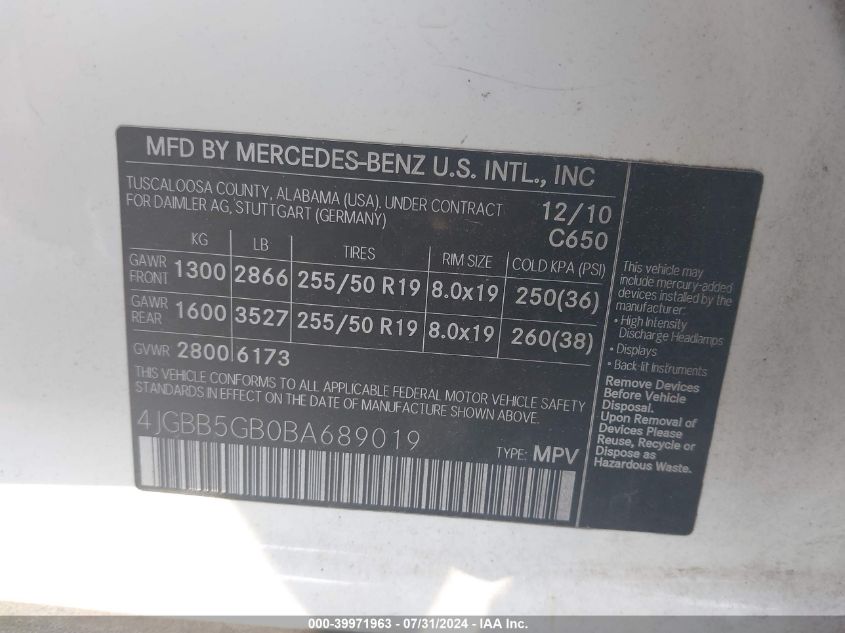 MFD BY MERCEDES-BENZ U.S. INTL., INC
TUSCALOOSA COUNTY, ALABAMA (USA). UNDER CONTRACT
FOR DAIMLER AG, STUTTGART (GERMANY)
12/10
C650
KG LB TIRES RIM SIZE COLD KPA (PSI)
GAWR FRONT 1300 2866 255/50 R19 8.0x19 250(36)
GAWR REAR 1600 3527 255/50 R19 8.0x19 260(38)
GVWR 2800 6173
THIS VEHICLE CONFORMS TO ALL APPLICABLE FEDERAL MOTOR VEHICLE SAFETY
STANDARDS IN EFFECT ON THE DATE OF MANUFACTURE SHOWN ABOVE.
4JGBB5GB0BA689019
TYPE: MPV
This vehicle may
include mercury-added
devices installed by the
manufacturer:
• High Intensity
Discharge Headlamps
• Displays
• Back-lit Instruments
Remove Devices
Before Vehicle
Disposal.
Upon Removal of
Devices Please
Reuse, Recycle or
Dispose as
Hazardous Waste.
000-39971963 - 07/31/2024 - IAA Inc.